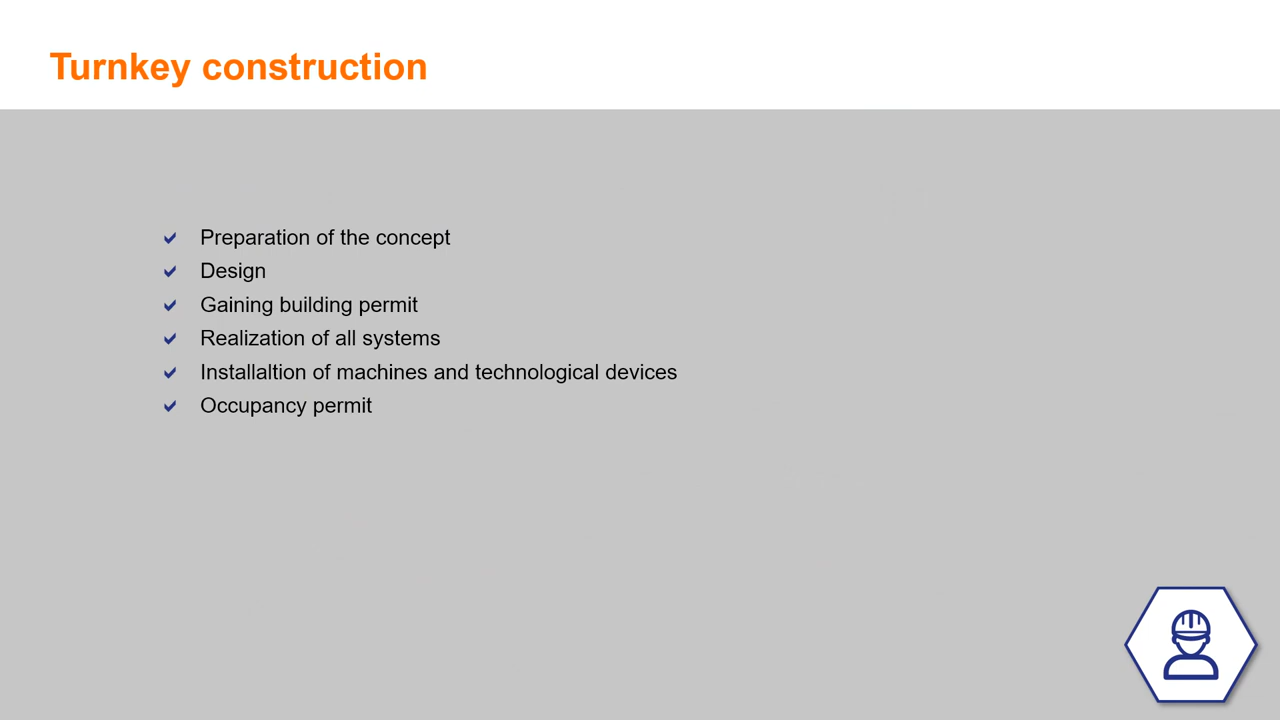 Turnkey construction
Preparation of the concept
Design
Gaining building permit
Realization of all systems
Installaltion of machines and technological devices
Occupancy permit